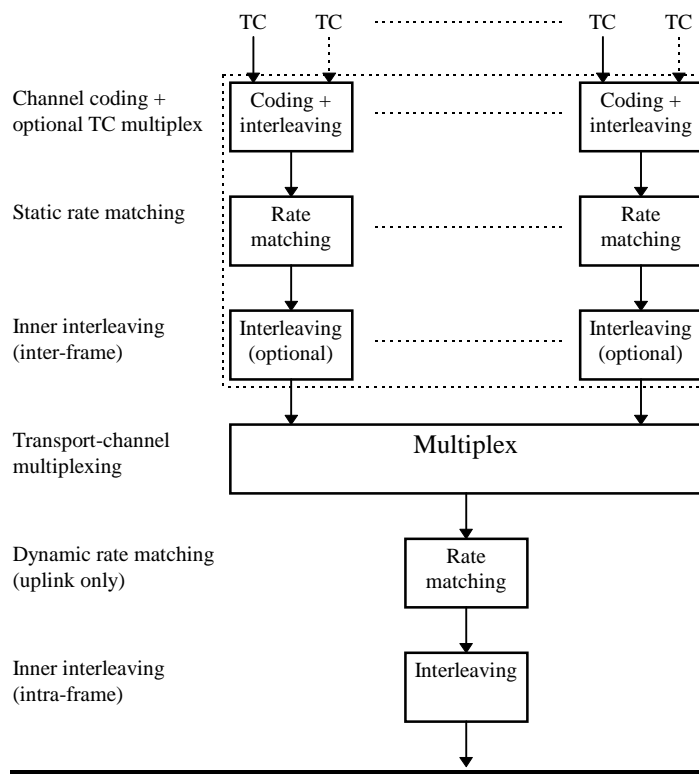 TC TC TC TC
Channel coding +
optional TC multiplex
Coding +
interleaving
Coding +
interleaving
Static rate matching
Rate
matching
Rate
matching
Inner interleaving
(inter-frame)
Interleaving
(optional)
Interleaving
(optional)
Transport-channel
multiplexing
Multiplex
Dynamic rate matching
(uplink only)
Rate
matching
Inner interleaving
(intra-frame)
Interleaving